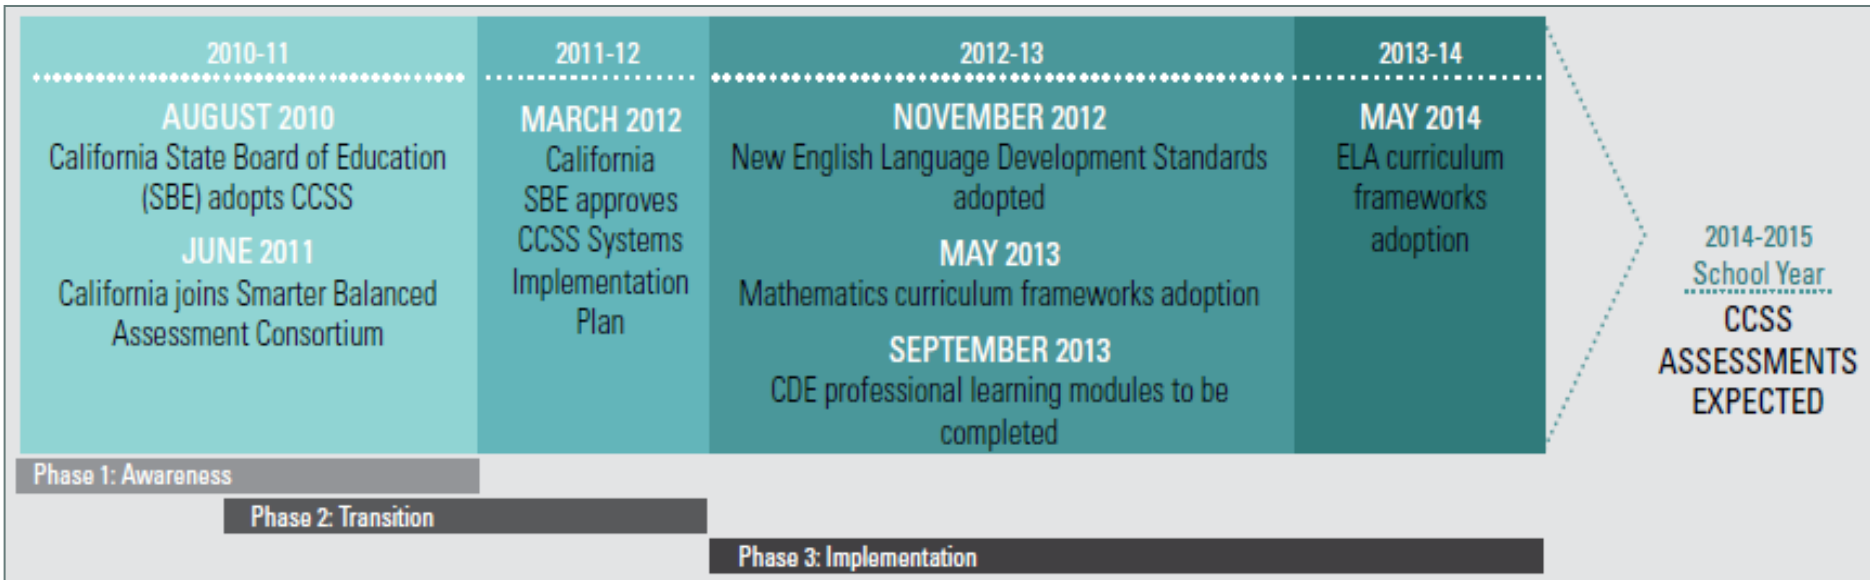 2010-11
AUGUST 2010
California State Board of Education
(SBE) adopts CCSS
JUNE 2011
California joins Smarter Balanced
Assessment Consortium
2011-12
MARCH 2012
California
SBE approves
CCSS Systems
Implementation
Plan
2012-13
NOVEMBER 2012
New English Language Development Standards
adopted
MAY 2013
Mathematics curriculum frameworks adoption
SEPTEMBER 2013
CDE professional learning modules to be
completed
2013-14
MAY 2014
ELA curriculum
frameworks
adoption
2014-2015
School Year
CCSS
ASSESSMENTS
EXPECTED
Phase 1: Awareness
Phase 2: Transition
Phase 3: Implementation